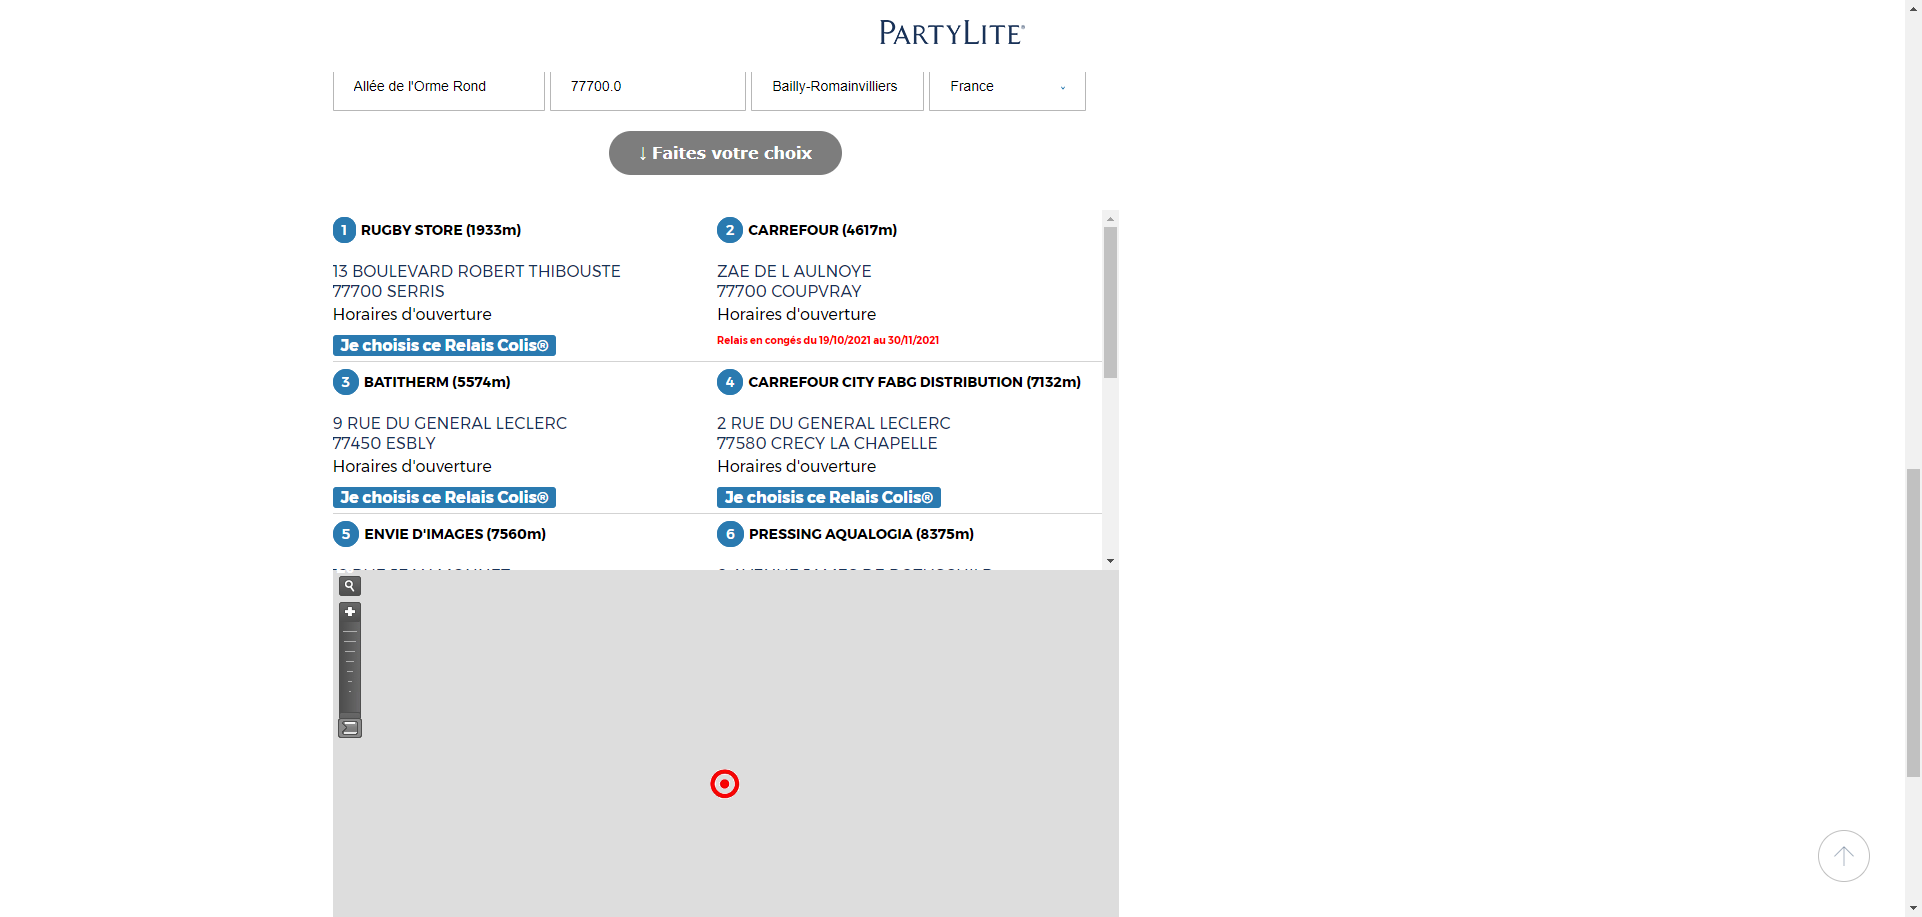 PARTYLITE®
Allée de l'Orme Rond
77700.0
Bailly-Romainvilliers
France
↓ Faites votre choix
1 RUGBY STORE (1933m)
13 BOULEVARD ROBERT THIBOUSTE
77700 SERRIS
Horaires d'ouverture
Je choisis ce Relais Colis®
2 CARREFOUR (4617m)
ZAE DE L AULNOYE
77700 COUPVRAY
Horaires d'ouverture
Relais en congés du 19/10/2021 au 30/11/2021
3 BATITHERM (5574m)
9 RUE DU GENERAL LECLERC
77450 ESBLY
Horaires d'ouverture
Je choisis ce Relais Colis®
4 CARREFOUR CITY FABG DISTRIBUTION (7132m)
2 RUE DU GENERAL LECLERC
77580 CRECY LA CHAPELLE
Horaires d'ouverture
Je choisis ce Relais Colis®
5 ENVIE D'IMAGES (7560m)
6 PRESSING AQUALOGIA (8375m)